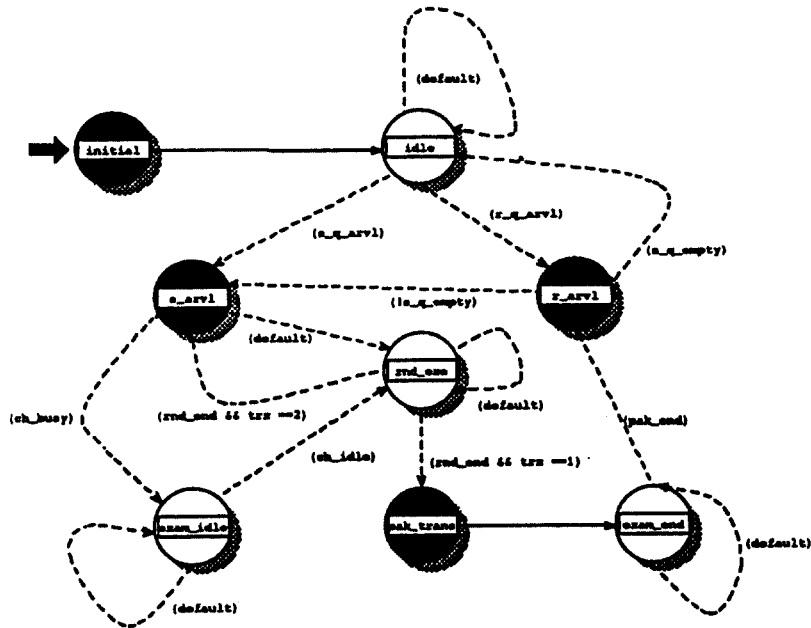 (default)
initial
idle
(r_q_arvl)
(s_q_arvl)
(s_q_empty)
s_arvl
r_arvl
(!s_q_empty)
(default)
rnd_exe
(default)
(rnd_end && trx ==2)
(ch_busy)
(pak_end)
(ch_idle)
(rnd_end && trx ==1)
exam_idle
pak_trans
exam_end
(default)
(default)